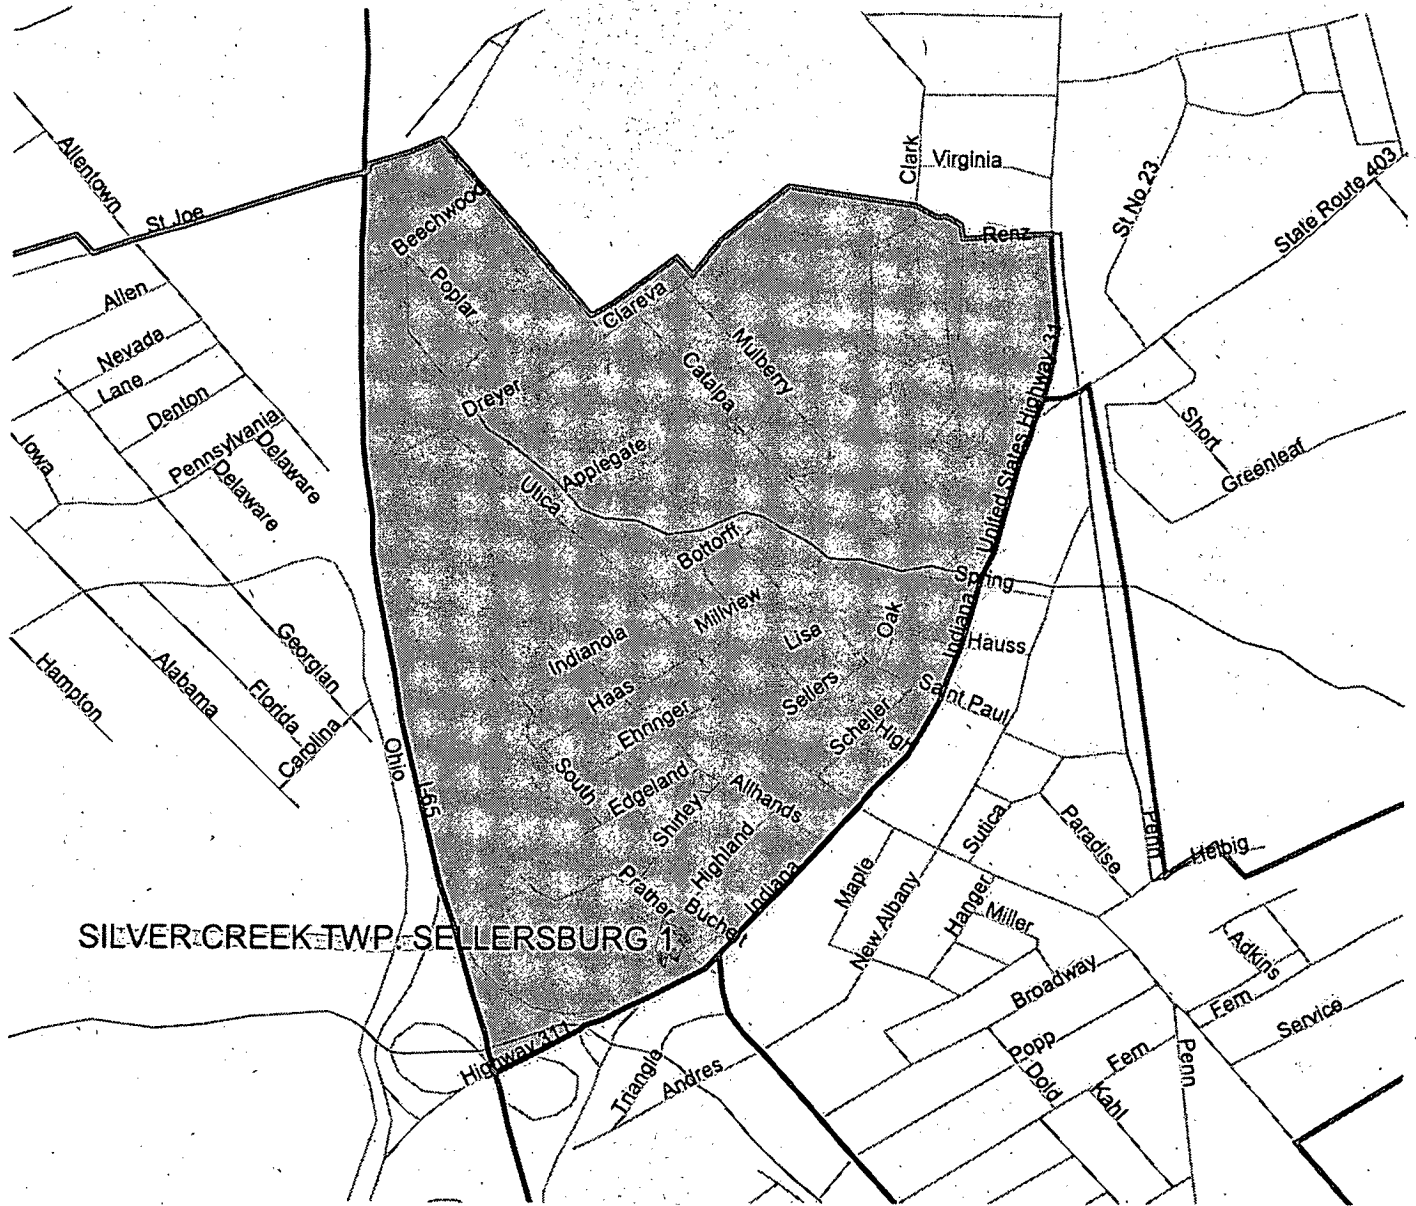 Allentown
St Joe
Beechwood
Clark
Virginia
Renz
St No 23
State Route 403
Allen
Nevada
Lane
Denton
Pennsylvania
Delaware
Delaware
Iowa
Poplar
Clareva
Mulberry
Catalpa
Dreyer
Applegate
Utica
Bottorff
United States Highway 31
Short
Greenleaf
Spring
Indiana
Hauss
Saint Paul
Millview
Lisa
Oak
Indianola
Haas
Ehringer
Sellers
Scheller
High
Hampton
Alabama
Florida
Georgian
Carolina
Ohio
I-65
South
Edgeland
Shirley
Allhands
Highland
Prather
Buchert
Indiana
Maple
New Albany
Sutica
Paradise
Penn
Helbig
Hanger
Miller
SILVER CREEK TWP. SELLERSBURG 1
Broadway
Adkins
Fern
Service
Highway 311
Triangle
Andres
Popp
Dold
Fern
Kahl
Penn